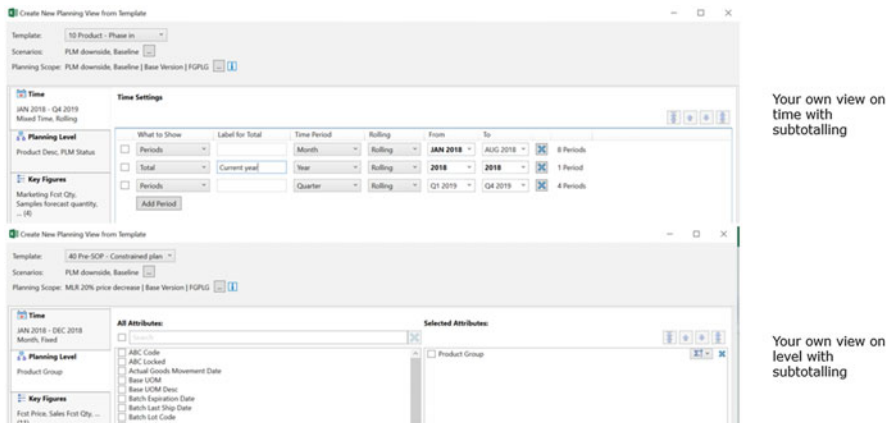 Create New Planning View from Template
Template: 10 Product - Phase in
Scenarios: PLM downside, Baseline ...
Planning Scope: PLM downside, Baseline | Base Version | FGPLG ...
Time
JAN 2018 - Q4 2019
Mixed Time, Rolling
Planning Level
Product Desc, PLM Status
Key Figures
Marketing Fcst Qty,
Samples forecast quantity,
... (4)
Time Settings
What to Show Label for Total Time Period Rolling From To
Periods Month Rolling JAN 2018 AUG 2018 8 Periods
Total Current year Year Rolling 2018 2018 1 Period
Periods Quarter Rolling Q1 2019 Q4 2019 4 Periods
Add Period
Your own view on
time with
subtotalling
Create New Planning View from Template
Template: 40 Pre-SOP - Constrained plan
Scenarios: PLM downside, Baseline ...
Planning Scope: MLR 20% price decrease | Base Version | FGPLG ...
Time
JAN 2018 - DEC 2018
Month, Fixed
Planning Level
Product Group
Key Figures
Fcst Price, Sales Fcst Qty, ...
All Attributes:
Search
ABC Code
ABC Locked
Actual Goods Movement Date
Base UOM
Base UOM Desc
Batch Expiration Date
Batch Last Ship Date
Batch Lot Code
Selected Attributes:
Product Group
Your own view on
level with
subtotalling